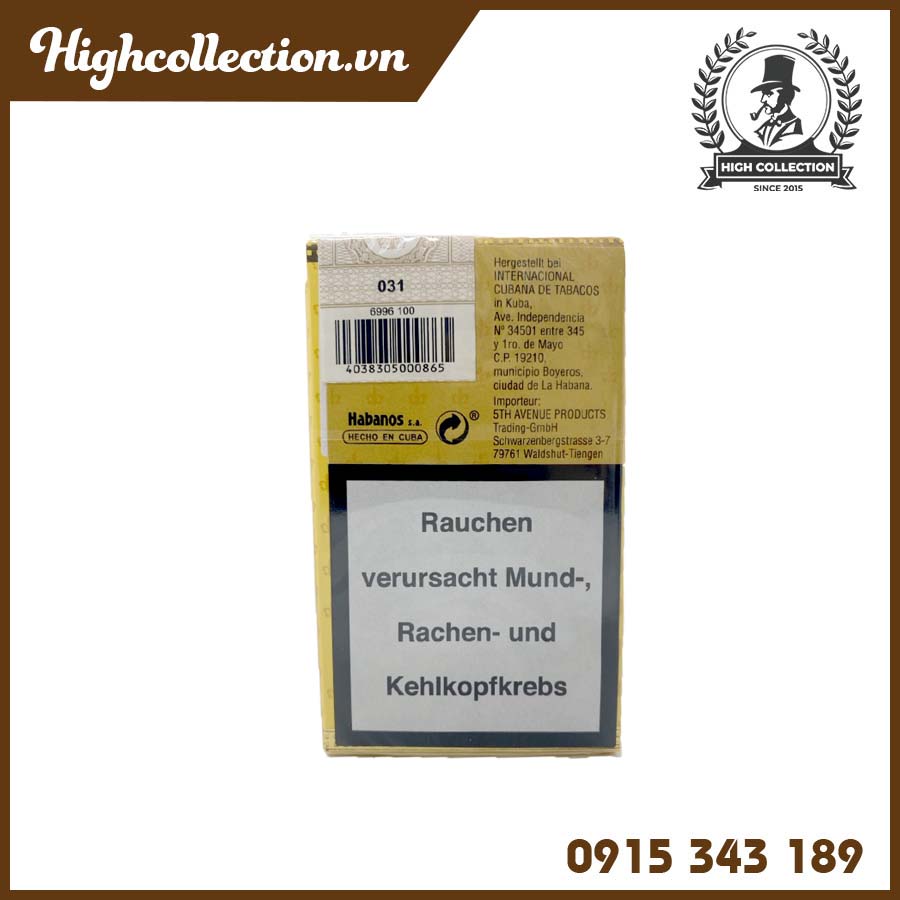 Highcollection.vn
HIGH COLLECTION
SINCE 2015
031
6996 100
4038305000865
Hergestellt bei
INTERNACIONAL
CUBANA DE TABACOS
in Kuba,
Ave. Independencia
Nº 34501 entre 345
y 1ro. de Mayo
C.P. 19210,
municipio Boyeros,
ciudad de La Habana.
Importeur:
5TH AVENUE PRODUCTS
Trading-GmbH
Schwarzenbergstrasse 3-7
79761 Waldshut-Tiengen
Habanos s.a.
HECHO EN CUBA
®
Rauchen
verursacht Mund-,
Rachen- und
Kehlkopfkrebs
0915 343 189